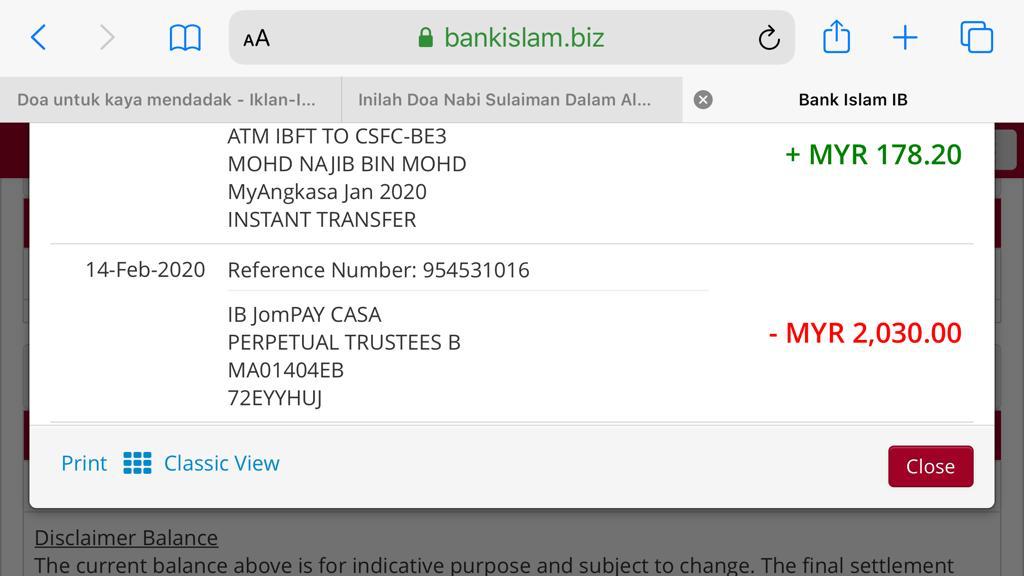 AA
bankislam.biz
Doa untuk kaya mendadak - Iklan-I...
Inilah Doa Nabi Sulaiman Dalam Al...
Bank Islam IB
ATM IBFT TO CSFC-BE3
MOHD NAJIB BIN MOHD
MyAngkasa Jan 2020
INSTANT TRANSFER
+ MYR 178.20
14-Feb-2020 Reference Number: 954531016
IB JomPAY CASA
PERPETUAL TRUSTEES B
MA01404EB
72EYYHUJ
- MYR 2,030.00
Print Classic View
Close
Disclaimer Balance
The current balance above is for indicative purpose and subject to change. The final settlement